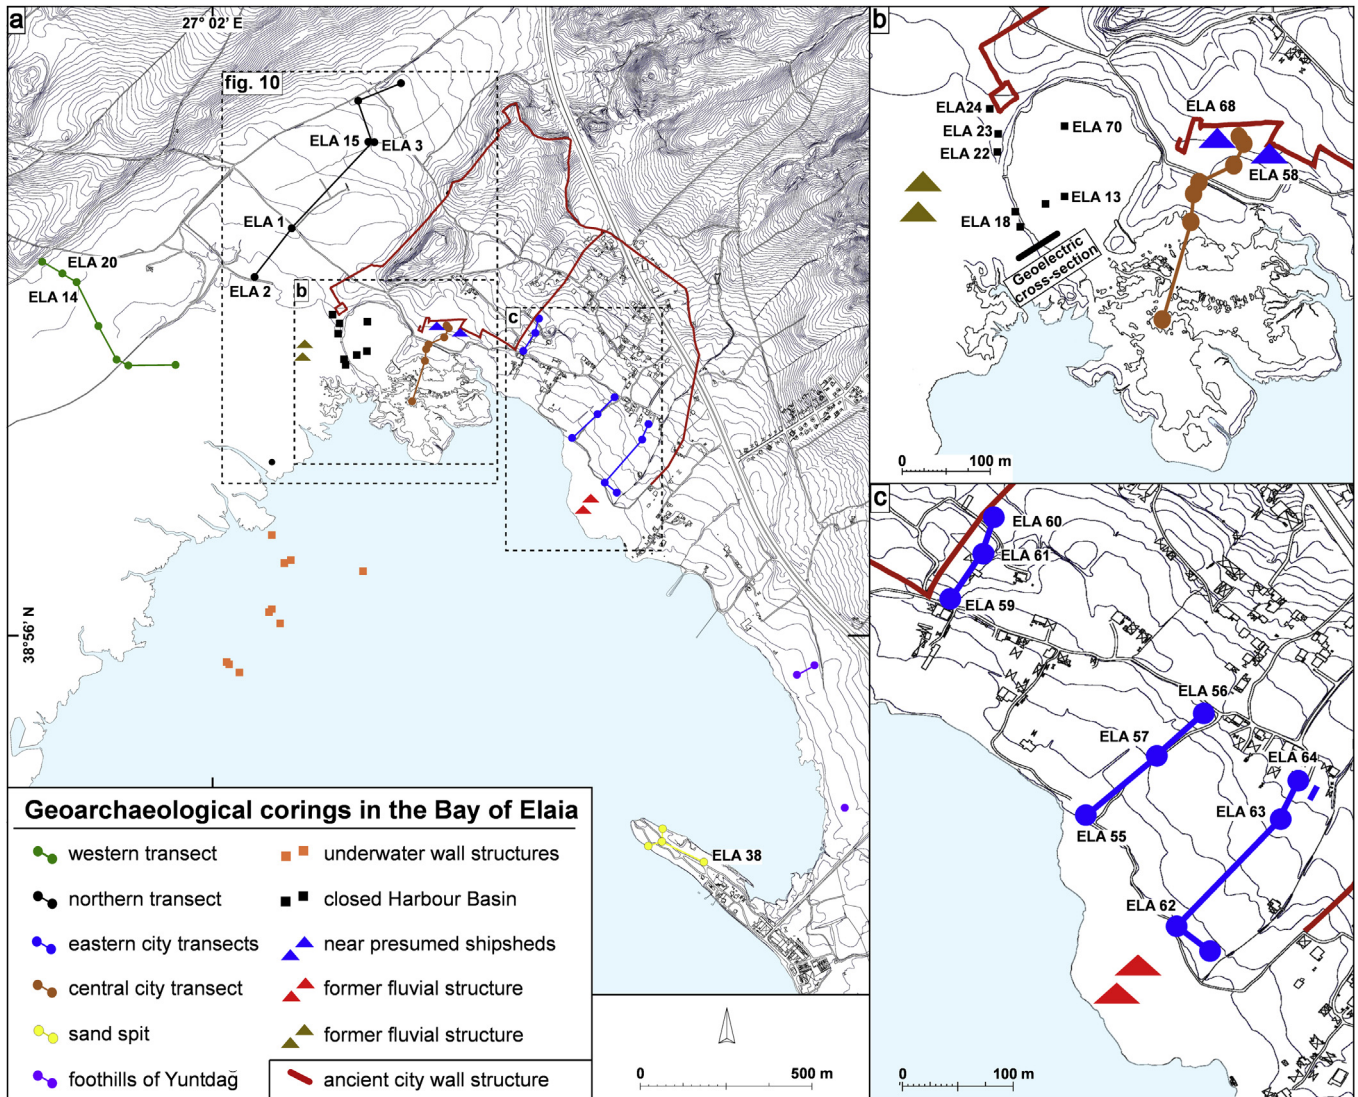 a
27° 02' E
fig. 10
ELA 15
ELA 3
ELA 1
ELA 20
ELA 14
ELA 2
b
c
38° 56' N
ELA 38
Geoarchaeological corings in the Bay of Elaia
western transect
underwater wall structures
northern transect
closed Harbour Basin
eastern city transects
near presumed shipsheds
central city transect
former fluvial structure
sand spit
former fluvial structure
foothills of Yuntdağ
ancient city wall structure
0 500 m
b
ELA24
ELA 23
ELA 22
ELA 70
ELA 68
ELA 58
ELA 13
ELA 18
Geoelectric
cross-section
0 100 m
c
ELA 60
ELA 61
ELA 59
ELA 56
ELA 57
ELA 64
ELA 63
ELA 55
ELA 62
0 100 m